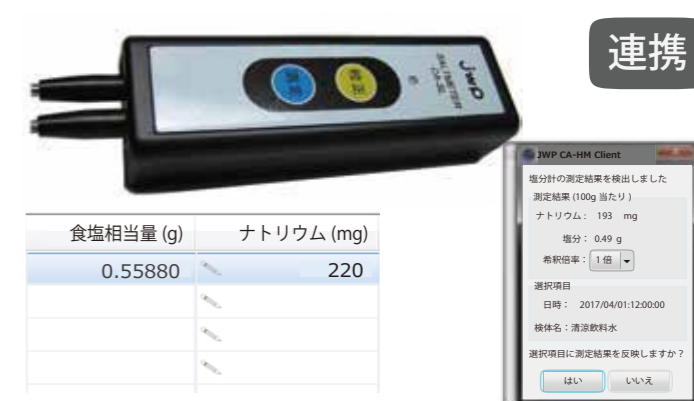 連携
JWP
SALTMETER
測定
校正
食塩相当量 (g) ナトリウム (mg)
0.55880 220
JWP CA-HM Client
塩分計の測定結果を検出しました
測定結果 (100g 当たり )
ナトリウム : 193 mg
塩分 : 0.49 g
希釈倍率 : 1 倍
選択項目
日時 : 2017/04/01:12:00:00
検体名 : 清涼飲料水
選択項目に測定結果を反映しますか ?
はい いいえ